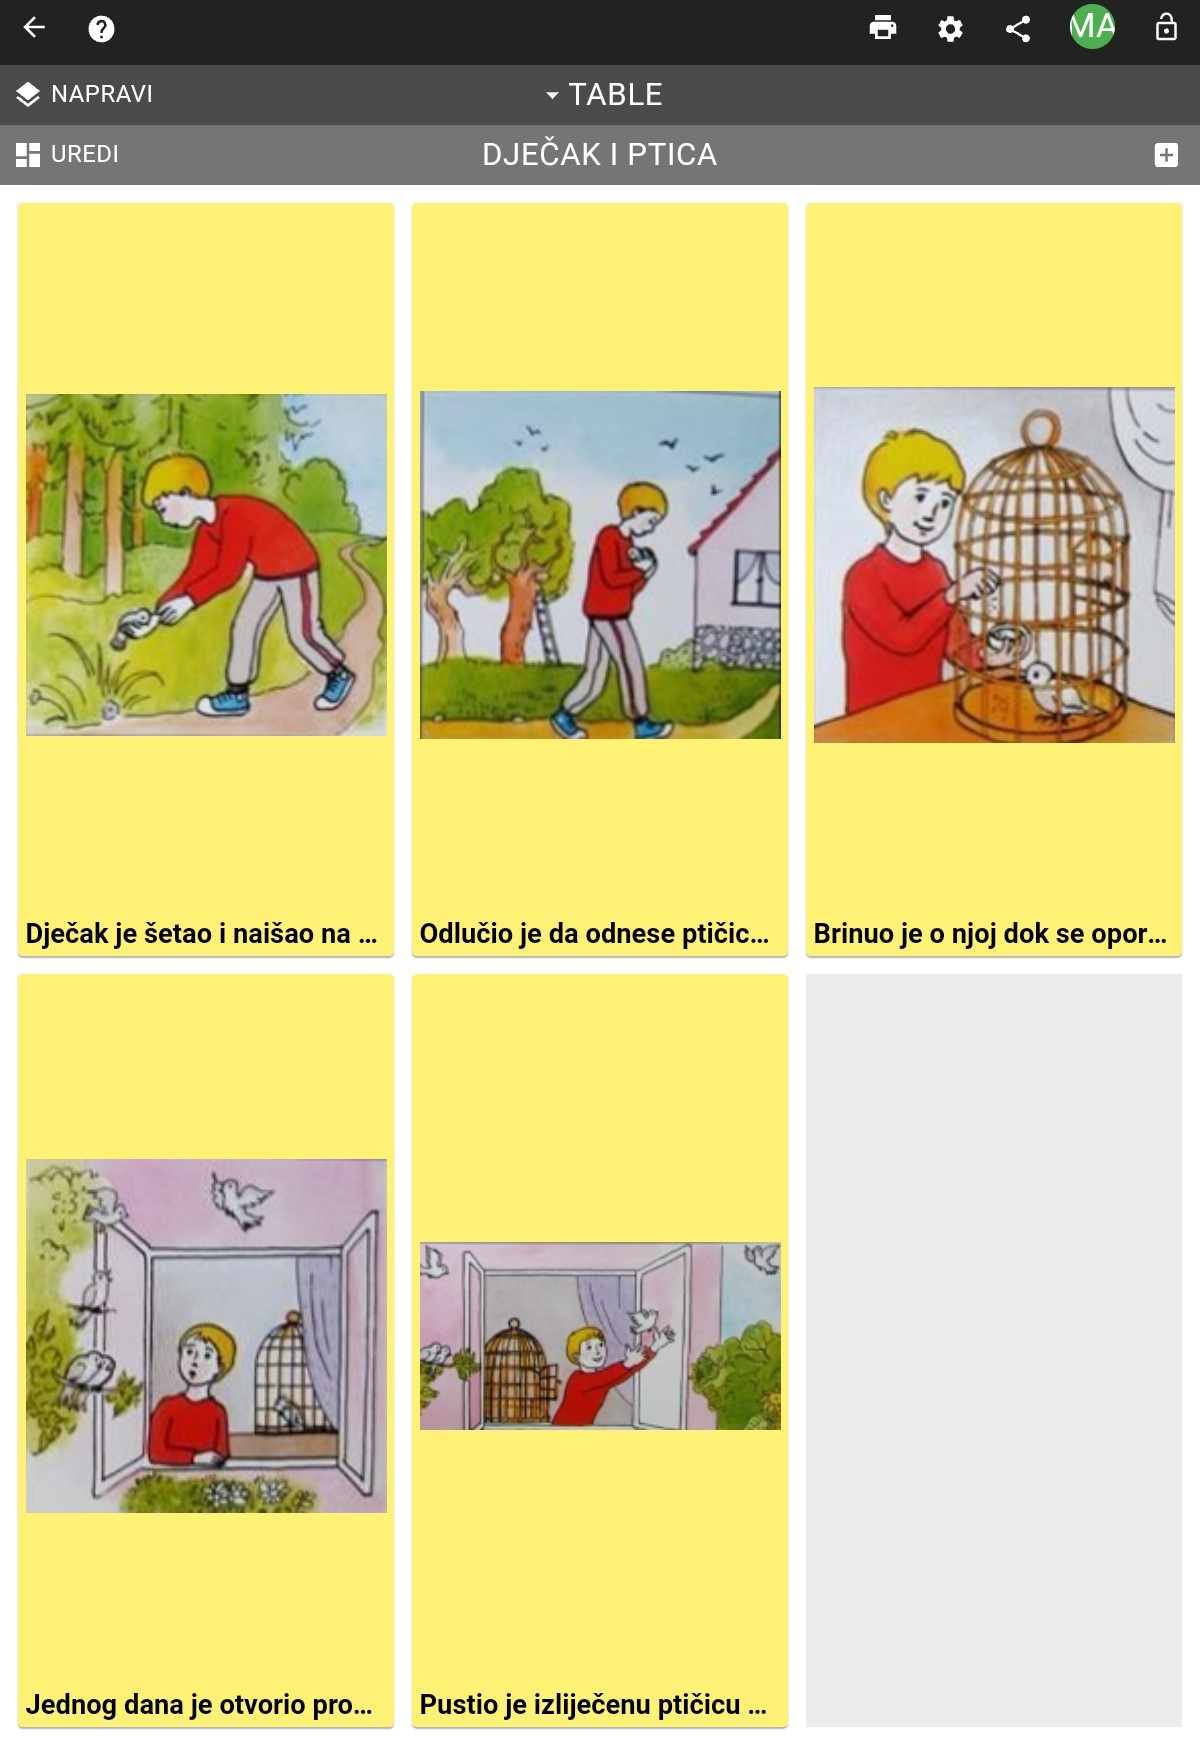 MA
NAPRAVI
TABLE
UREDI
DJEČAK I PTICA
Dječak je šetao i naišao na ...
Odlučio je da odnese ptičic...
Brinuo je o njoj dok se opor...
Jednog dana je otvorio pro...
Pustio je izliječenu ptičicu ...